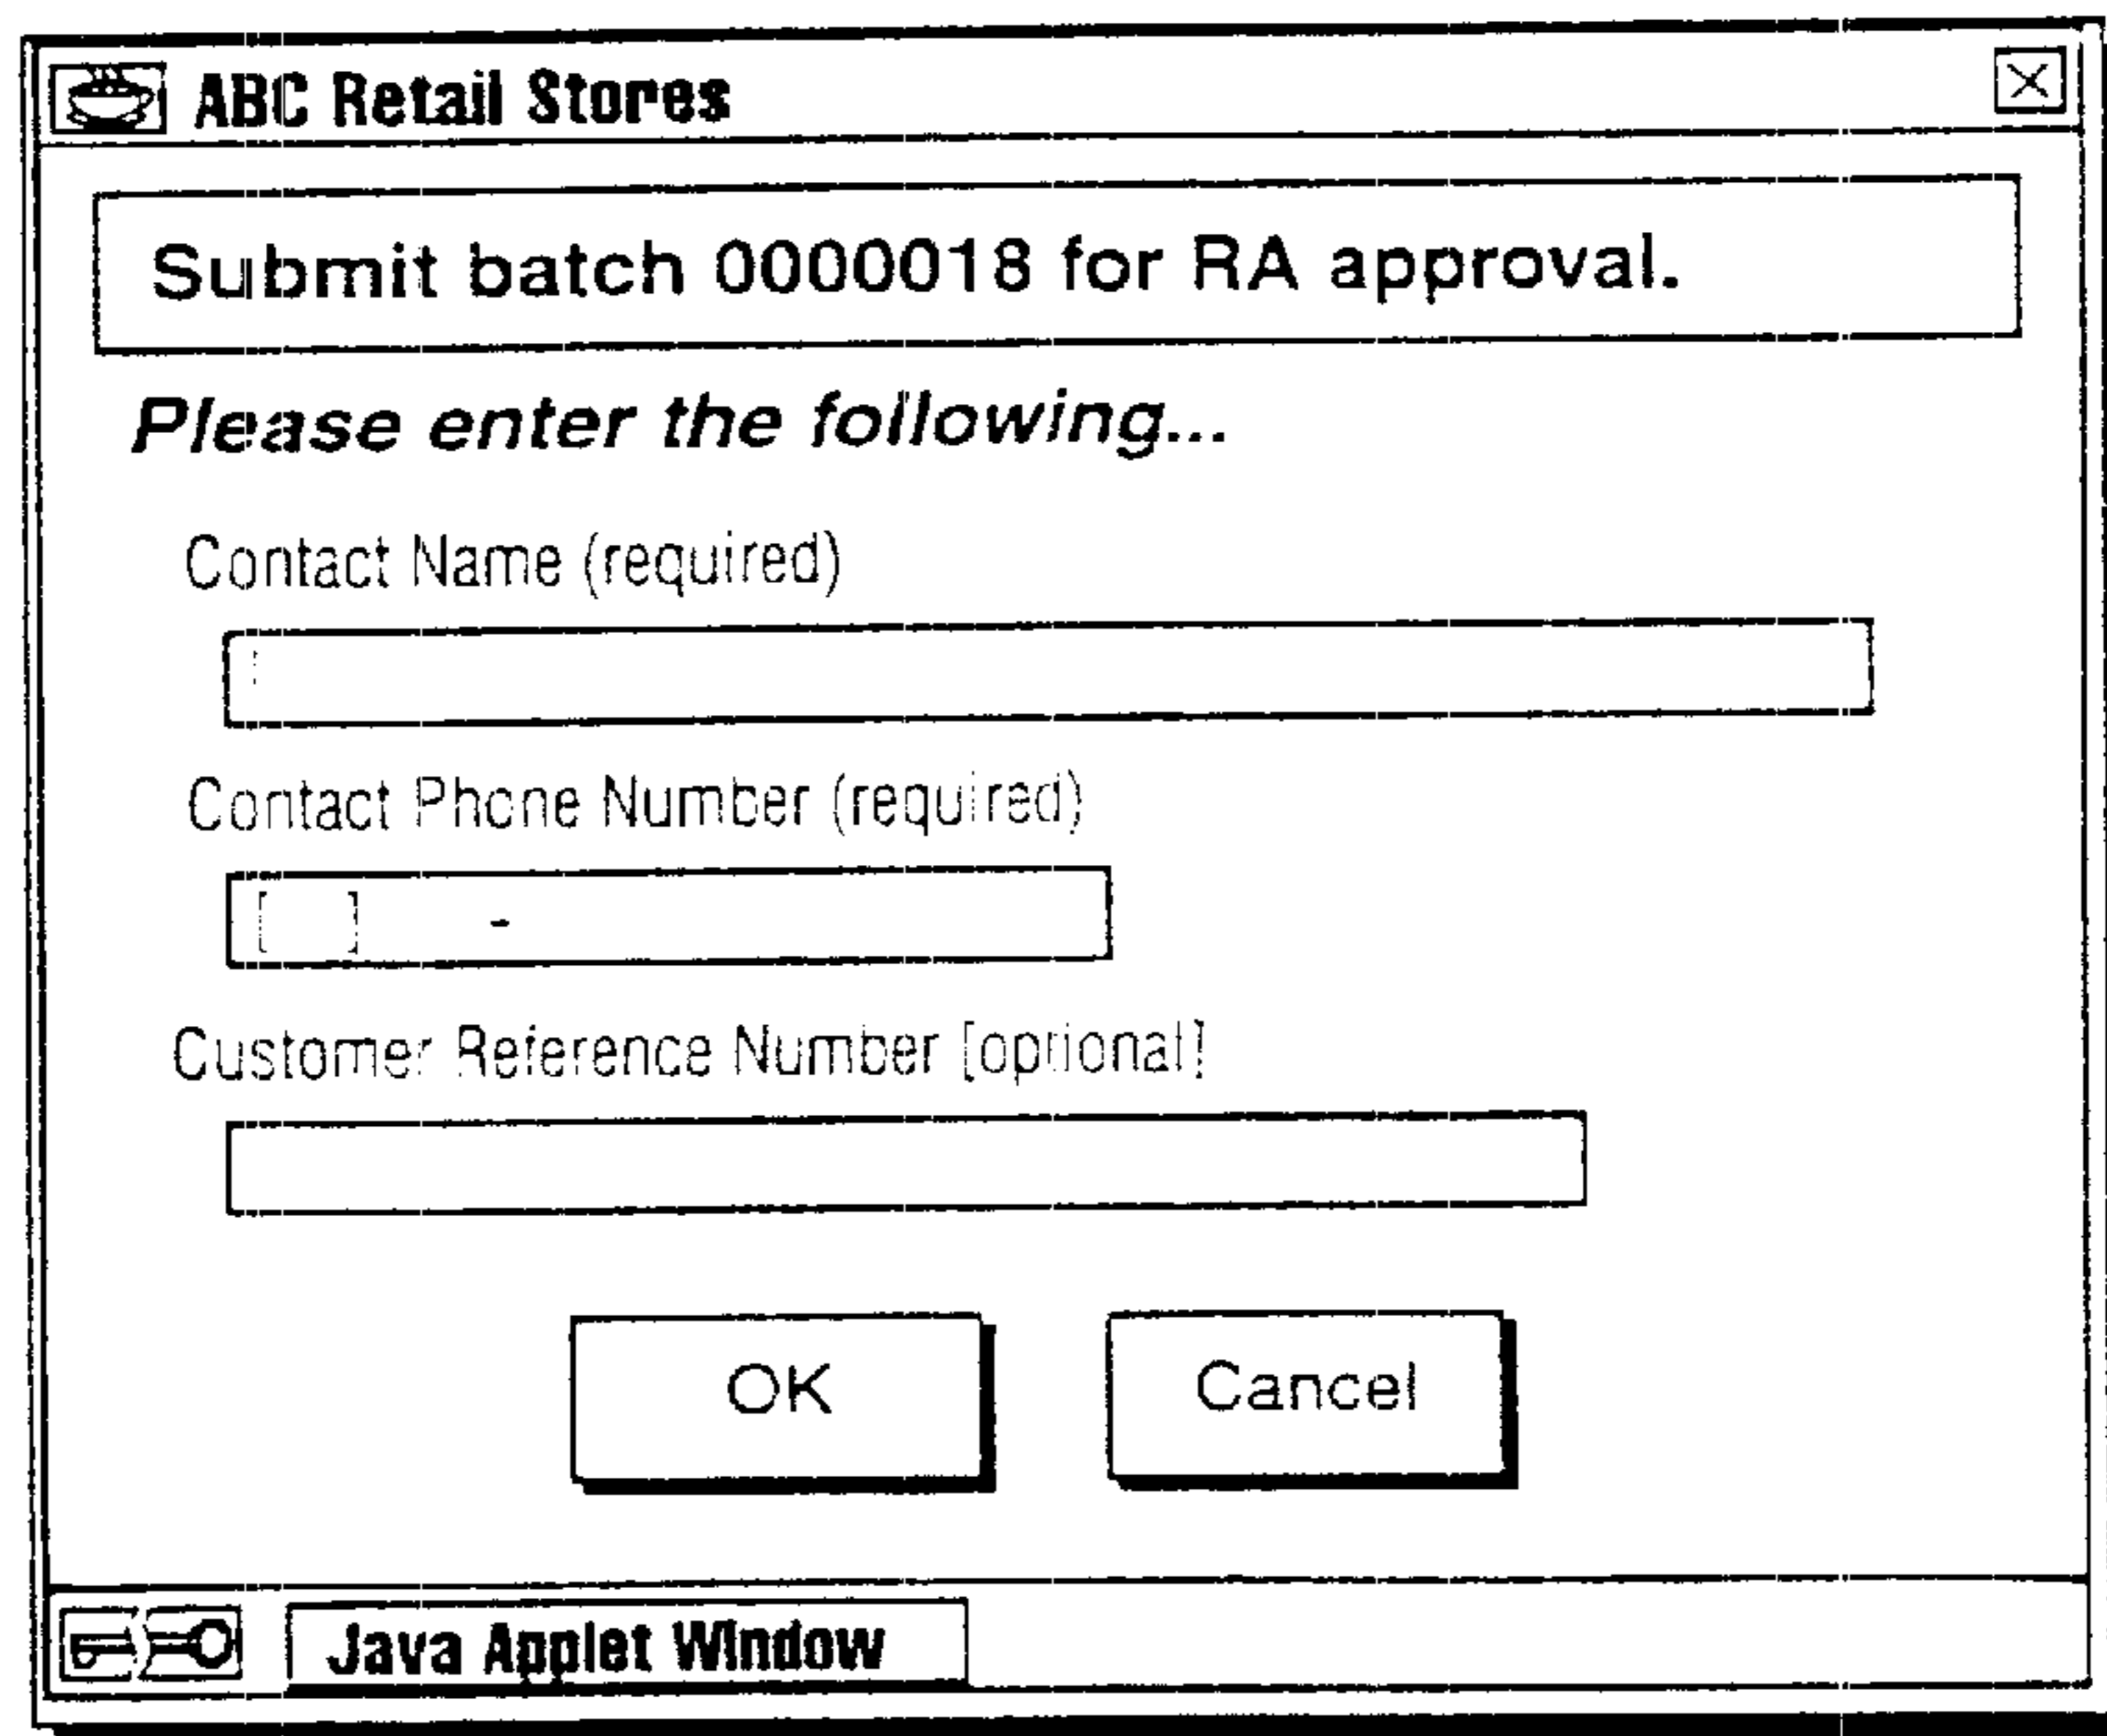 ABC Retail Stores
Submit batch 0000018 for RA approval.
Please enter the following...
Contact Name (required)
Contact Phone Number (required)
[ ] -
Customer Reference Number [optional]
OK
Cancel
Java Applet Window